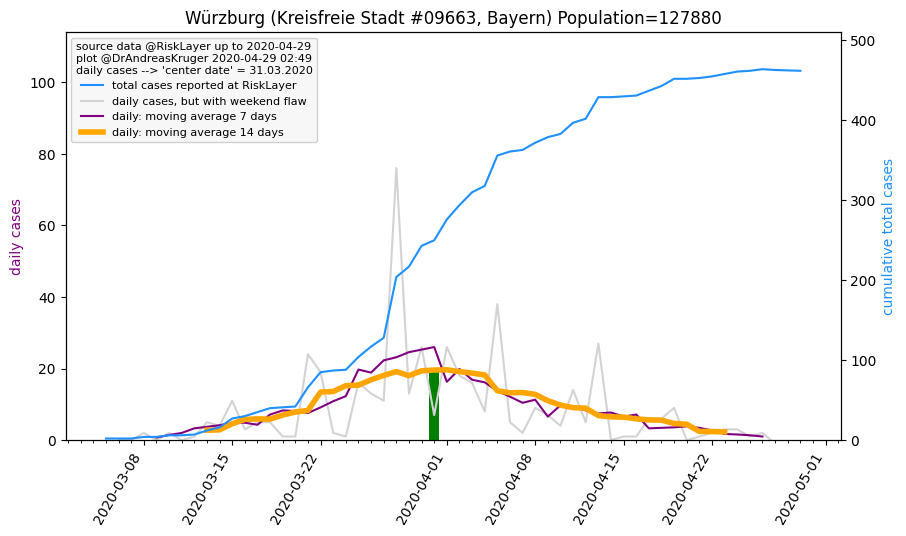 Würzburg (Kreisfreie Stadt #09663, Bayern) Population=127880
source data @RiskLayer up to 2020-04-29
plot @DrAndreasKruger 2020-04-29 02:49
daily cases --> 'center date' = 31.03.2020
total cases reported at RiskLayer
daily cases, but with weekend flaw
daily: moving average 7 days
daily: moving average 14 days
daily cases
100
80
60
40
20
0
cumulative total cases
500
400
300
200
100
0
2020-03-08
2020-03-15
2020-03-22
2020-04-01
2020-04-08
2020-04-15
2020-04-22
2020-05-01